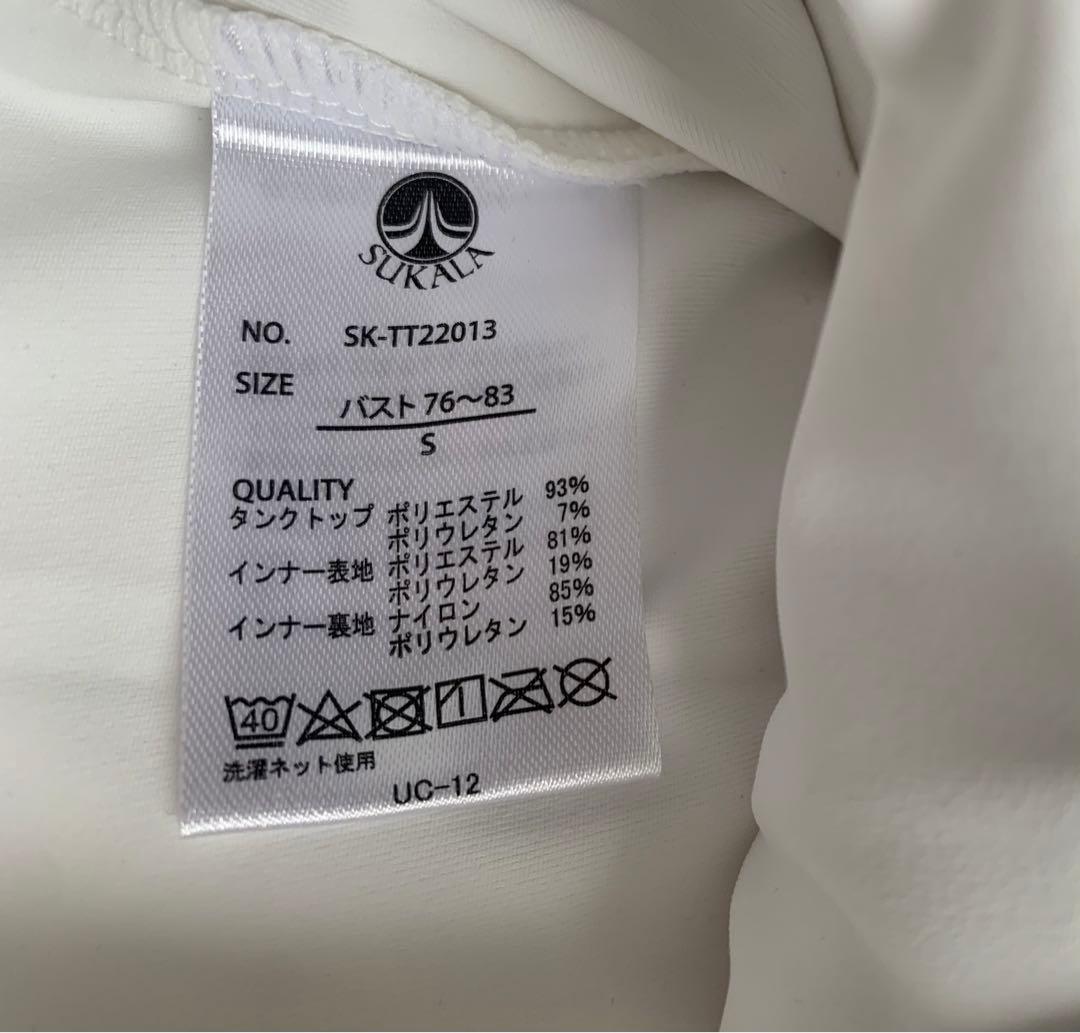 SUKALA
NO. SK-TT22013
SIZE バスト 76～83
S
QUALITY
タンクトップ ポリエステル 93%
ポリウレタン 7%
インナー表地 ポリエステル 81%
ポリウレタン 19%
インナー裏地 ナイロン 85%
ポリウレタン 15%
40
洗濯ネット使用
UC-12